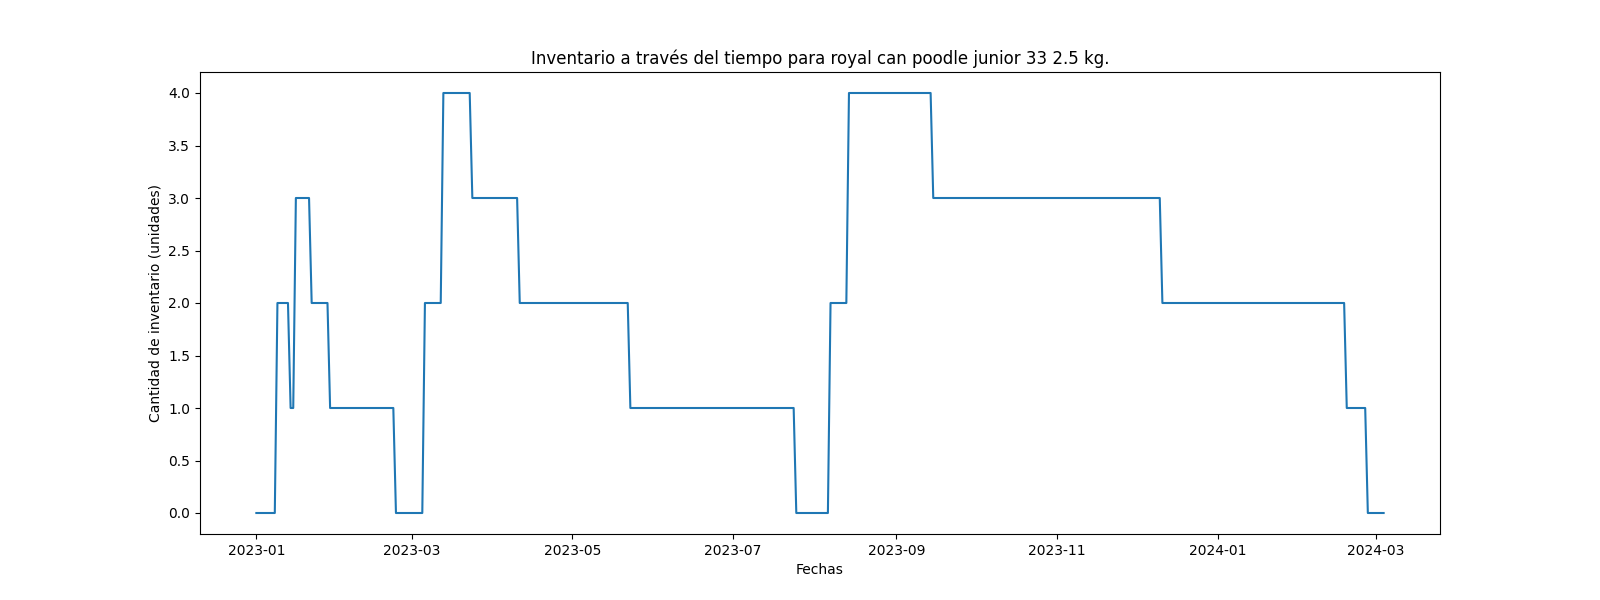 Inventario a través del tiempo para royal can poodle junior 33 2.5 kg.
Cantidad de inventario (unidades)
4.0
3.5
3.0
2.5
2.0
1.5
1.0
0.5
0.0
2023-01 2023-03 2023-05 2023-07 2023-09 2023-11 2024-01 2024-03
Fechas